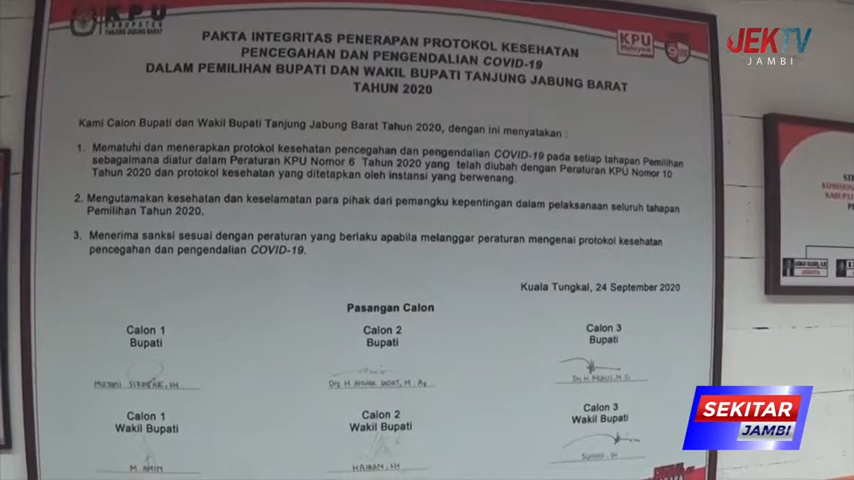 KPU
KABUPATEN
TANJUNG JABUNG BARAT
KPU
Melayani
JEKTV
JAMBI
PAKTA INTEGRITAS PENERAPAN PROTOKOL KESEHATAN
PENCEGAHAN DAN PENGENDALIAN COVID-19
DALAM PEMILIHAN BUPATI DAN WAKIL BUPATI TANJUNG JABUNG BARAT
TAHUN 2020
Kami Calon Bupati dan Wakil Bupati Tanjung Jabung Barat Tahun 2020, dengan ini menyatakan :
1. Mematuhi dan menerapkan protokol kesehatan pencegahan dan pengendalian COVID-19 pada setiap tahapan Pemilihan
sebagaimana diatur dalam Peraturan KPU Nomor 6 Tahun 2020 yang telah diubah dengan Peraturan KPU Nomor 10
Tahun 2020 dan protokol kesehatan yang ditetapkan oleh instansi yang berwenang.
2. Mengutamakan kesehatan dan keselamatan para pihak dari pemangku kepentingan dalam pelaksanaan seluruh tahapan
Pemilihan Tahun 2020.
3. Menerima sanksi sesuai dengan peraturan yang berlaku apabila melanggar peraturan mengenai protokol kesehatan
pencegahan dan pengendalian COVID-19.
Kuala Tungkal, 24 September 2020
Pasangan Calon
Calon 1 Calon 2 Calon 3
Bupati Bupati Bupati
Drs. H
Calon 1 Calon 2 Calon 3
Wakil Bupati Wakil Bupati Wakil Bupati
M. AMIN
SEKITAR
JAMBI